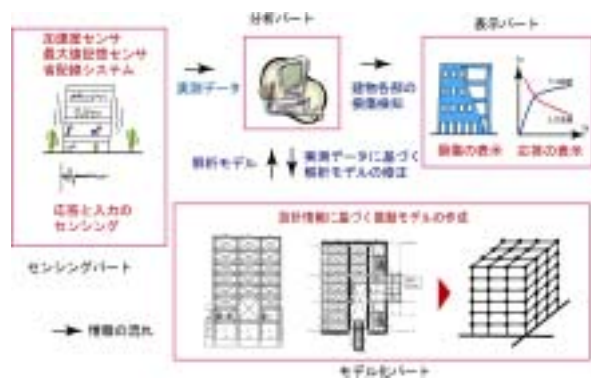 分析パート
表示パート
加速度センサ
最大値記憶センサ
省配線システム
実測データ
建物各部の
損傷検知
損傷の表示
応答の表示
解析モデル
実測データに基づく
解析モデルの修正
応答と入力の
センシング
センシングパート
設計情報に基づく振動モデルの作成
情報の流れ
モデル化パート